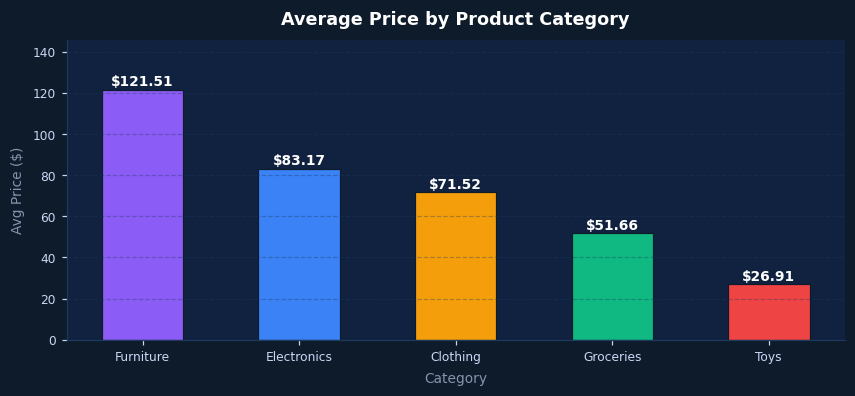 Average Price by Product Category
Avg Price ($)
140
120
100
80
60
40
20
0
$121.51
$83.17
$71.52
$51.66
$26.91
Furniture
Electronics
Clothing
Groceries
Toys
Category